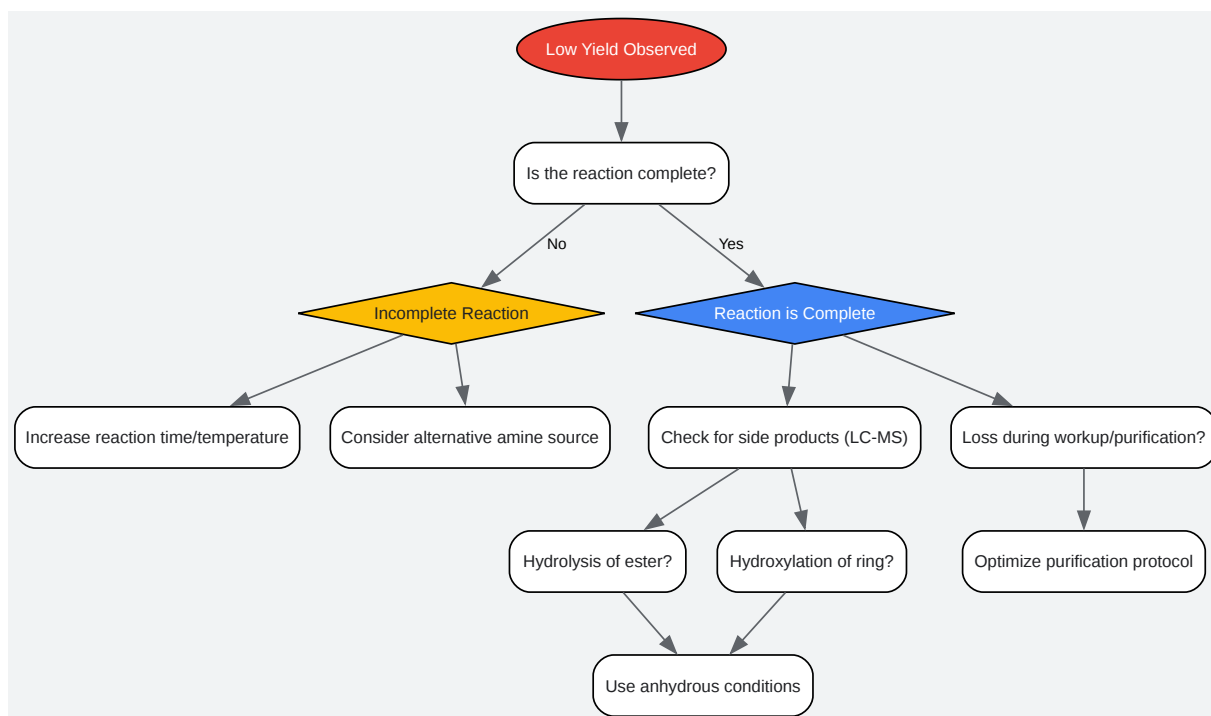 Low Yield Observed
Is the reaction complete?
No
Yes
Incomplete Reaction
Reaction is Complete
Increase reaction time/temperature
Consider alternative amine source
Check for side products (LC-MS)
Loss during workup/purification?
Hydrolysis of ester?
Hydroxylation of ring?
Optimize purification protocol
Use anhydrous conditions